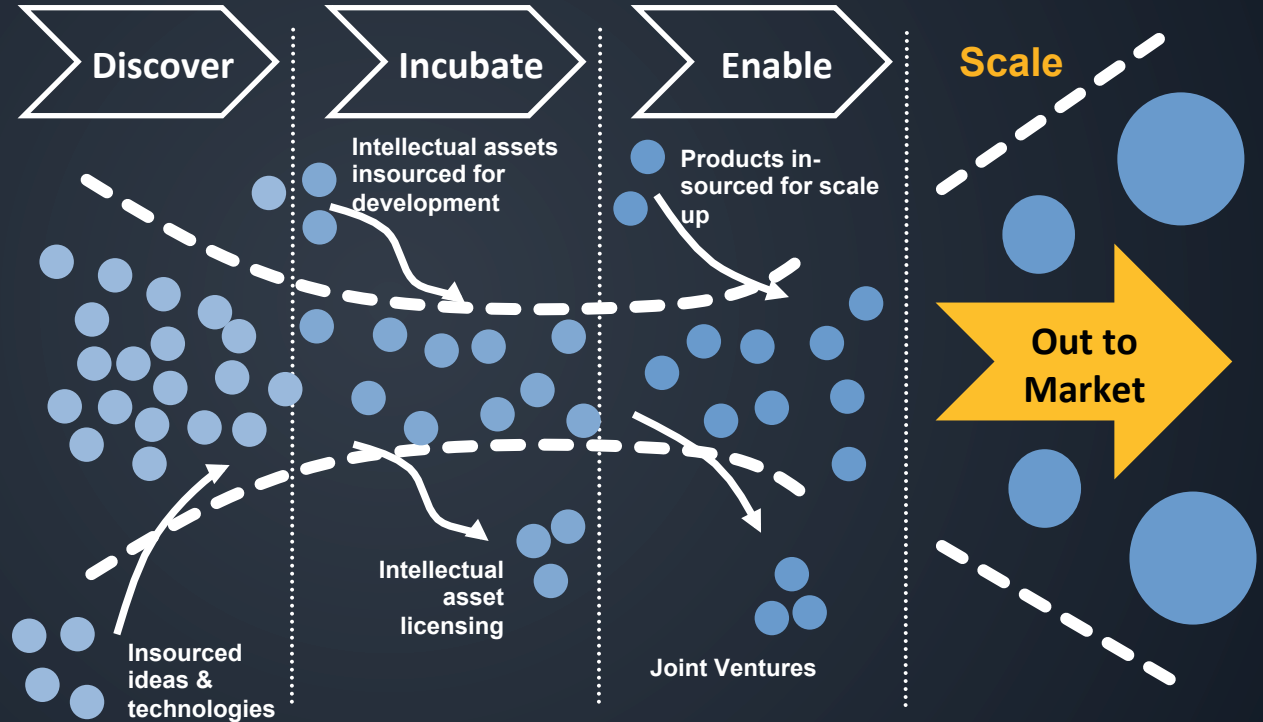 Discover
Incubate
Enable
Scale
Intellectual assets
insourced for
development
Products in-
sourced for scale
up
Out to
Market
Intellectual
asset
licensing
Insourced
ideas &
technologies
Joint Ventures